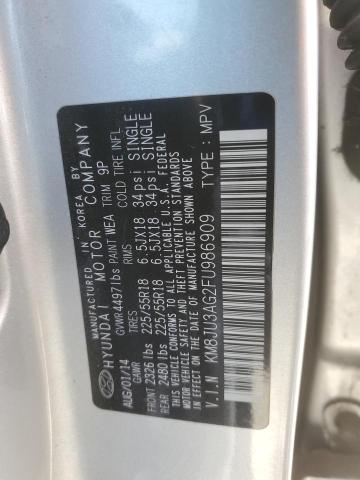 MADE IN KOREA BY
HYUNDAI MOTOR COMPANY
AUG/01/14 GVWR4497lbs PAINT WEA TRIM 9P
GAWR TIRES RIMS COLD TIRE INFL
FRONT 2326 lbs 225/55R18 6.5JX18 34psi SINGLE
REAR 2480 lbs 225/55R18 6.5JX18 34psi SINGLE
THIS VEHICLE CONFORMS TO ALL APPLICABLE U.S.A. FEDERAL
MOTOR VEHICLE SAFETY, BUMPER, AND THEFT PREVENTION STANDARDS
IN EFFECT ON THE DATE OF MANUFACTURE SHOWN ABOVE
V.I.N KM8JU3AG2FU986909 TYPE : MPV